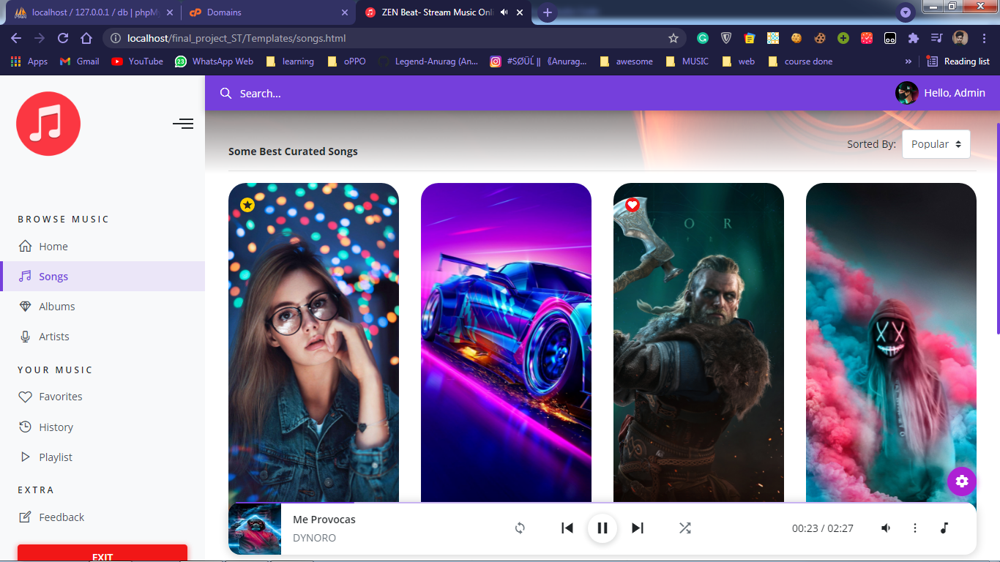 localhost / 127.0.0.1 / db | phpMy
Domains
ZEN Beat- Stream Music Onli
localhost/final_project_ST/Templates/songs.html
Apps
Gmail
YouTube
23
WhatsApp Web
learning
oPPO
Legend-Anurag (An...
#SØÜĹ ‖ 《Anurag...
awesome
MUSIC
web
course done
»
Reading list
Search...
Hello, Admin
BROWSE MUSIC
Home
Songs
Albums
Artists
YOUR MUSIC
Favorites
History
Playlist
EXTRA
Feedback
EXIT
Some Best Curated Songs
Sorted By: Popular
V O R
Me Provocas
DYNORO
00:23 / 02:27